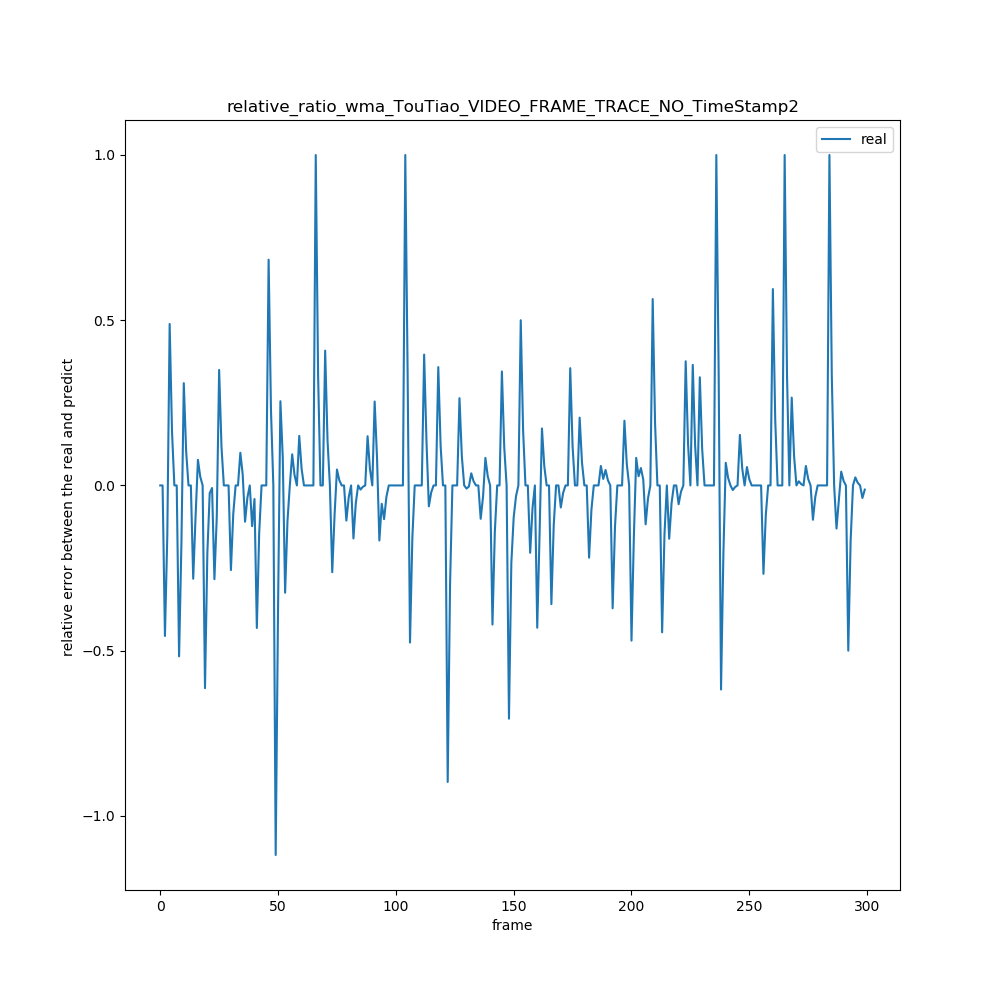 relative_ratio_wma_TouTiao_VIDEO_FRAME_TRACE_NO_TimeStamp2
real
1.0
0.5
0.0
−0.5
−1.0
relative error between the real and predict
0 50 100 150 200 250 300
frame